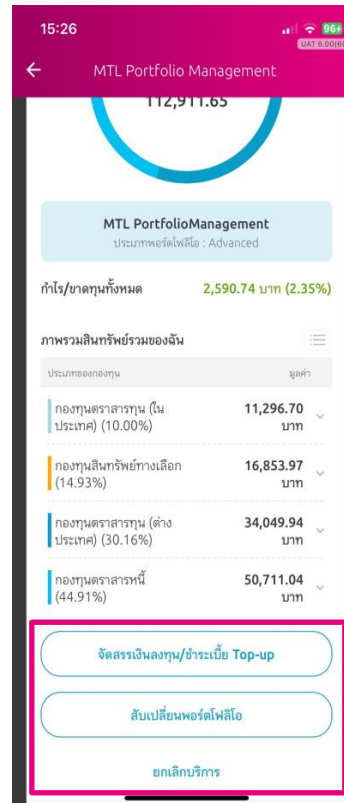 15:26
96
UAT 6.00(60
MTL Portfolio Management
112,911.65
MTL PortfolioManagement
ประเภทพอร์ตโฟลิโอ : Advanced
กำไร/ขาดทุนทั้งหมด 2,590.74 บาท (2.35%)
ภาพรวมสินทรัพย์รวมของฉัน
ประเภทของกองทุน มูลค่า
กองทุนตราสารทุน (ใน 11,296.70
ประเทศ) (10.00%) บาท
กองทุนสินทรัพย์ทางเลือก 16,853.97
(14.93%) บาท
กองทุนตราสารทุน (ต่าง 34,049.94
ประเทศ) (30.16%) บาท
กองทุนตราสารหนี้ 50,711.04
(44.91%) บาท
จัดสรรเงินลงทุน/ชำระเบี้ย Top-up
สับเปลี่ยนพอร์ตโฟลิโอ
ยกเลิกบริการ